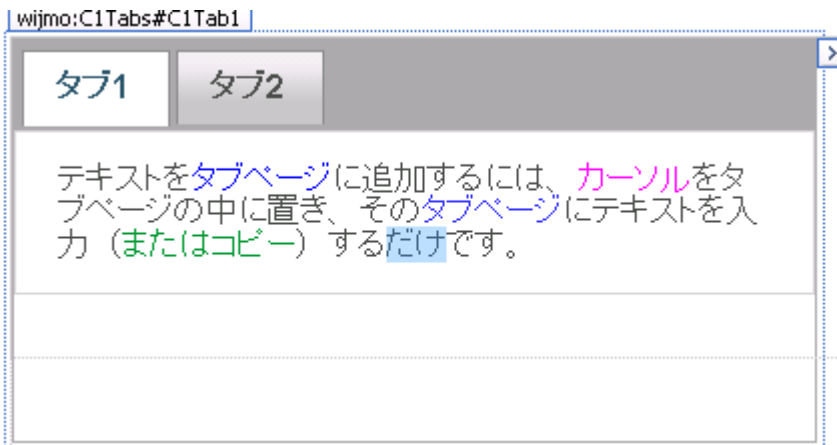 wijmo:C1Tabs#C1Tab1
タブ1 タブ2
テキストをタブページに追加するには、カーソルをタ
ブページの中に置き、そのタブページにテキストを入
力（またはコピー）するだけです。